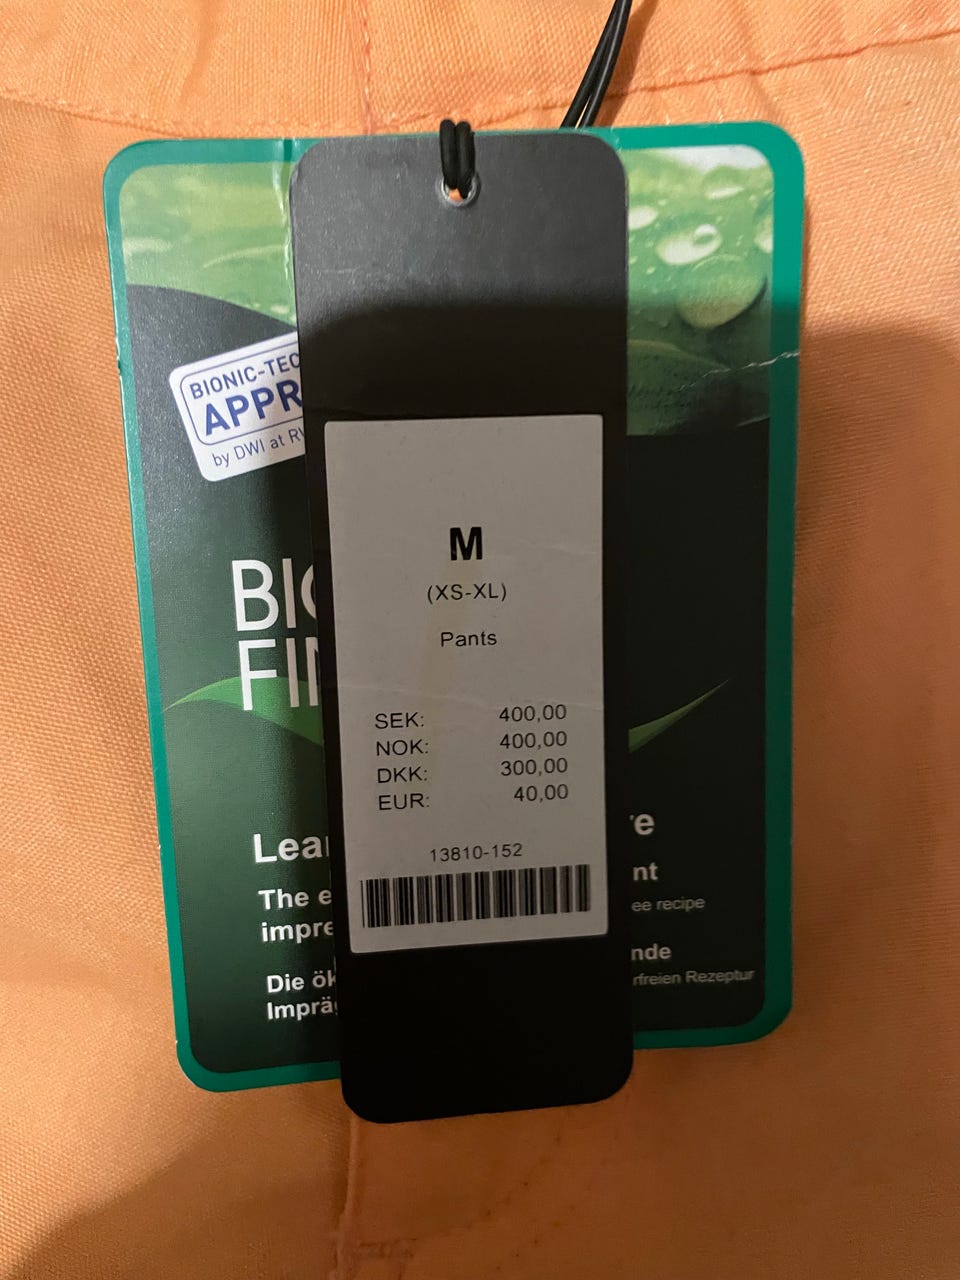 BIONIC-TEC
APPR
by DWI at RW
BIO
FIN
Lear
re
The e
nt
impre
ee recipe
Die ök
nde
Imprä
rfreien Rezeptur
M
(XS-XL)
Pants
SEK: 400,00
NOK: 400,00
DKK: 300,00
EUR: 40,00
13810-152